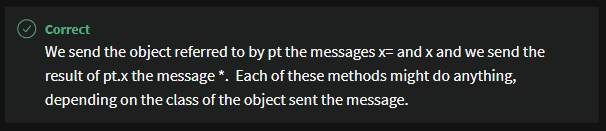 Correct
We send the object referred to by pt the messages x= and x and we send the
result of pt.x the message *.  Each of these methods might do anything,
depending on the class of the object sent the message.